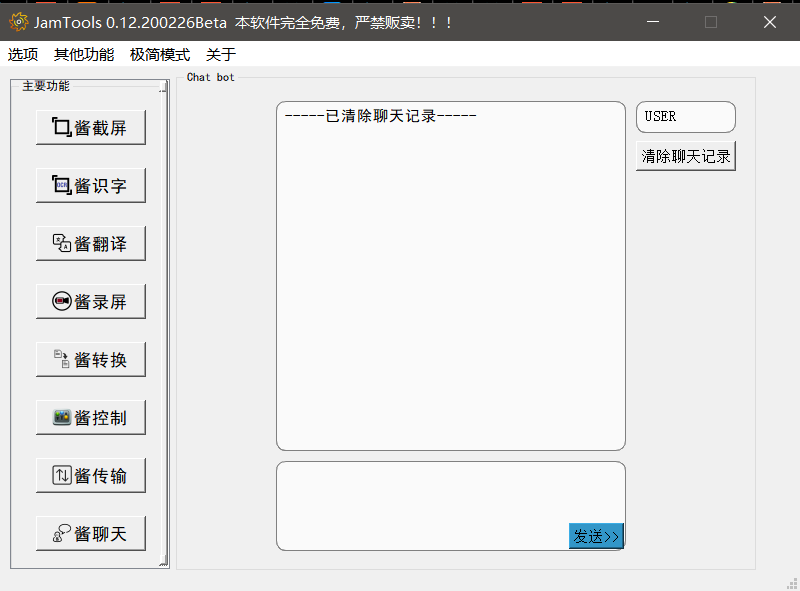 JamTools 0.12.200226Beta 本软件完全免费，严禁贩卖！！！
选项 其他功能 极简模式 关于
主要功能
酱截屏
OCR 酱识字
文 A 酱翻译
酱录屏
酱转换
酱控制
酱传输
酱聊天
Chat bot
-----已清除聊天记录-----
USER
清除聊天记录
发送>>